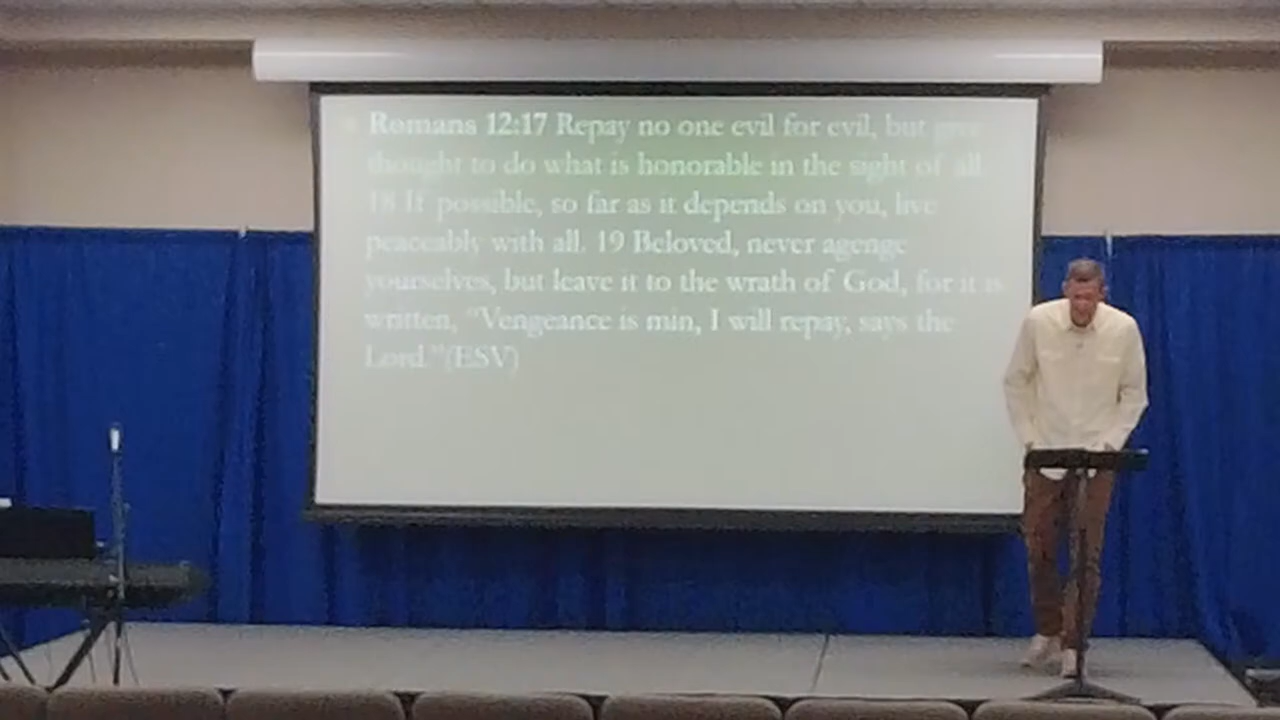 Romans 12:17 Repay no one evil for evil, but give
thought to do what is honorable in the sight of all.
18 If possible, so far as it depends on you, live
peaceably with all. 19 Beloved, never agenge
yourselves, but leave it to the wrath of God, for it is
written, “Vengeance is min, I will repay, says the
Lord.”(ESV)